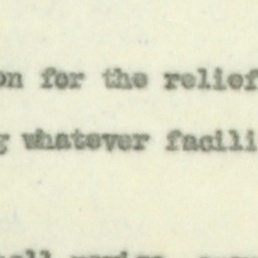 on for the relief
g whatever facili